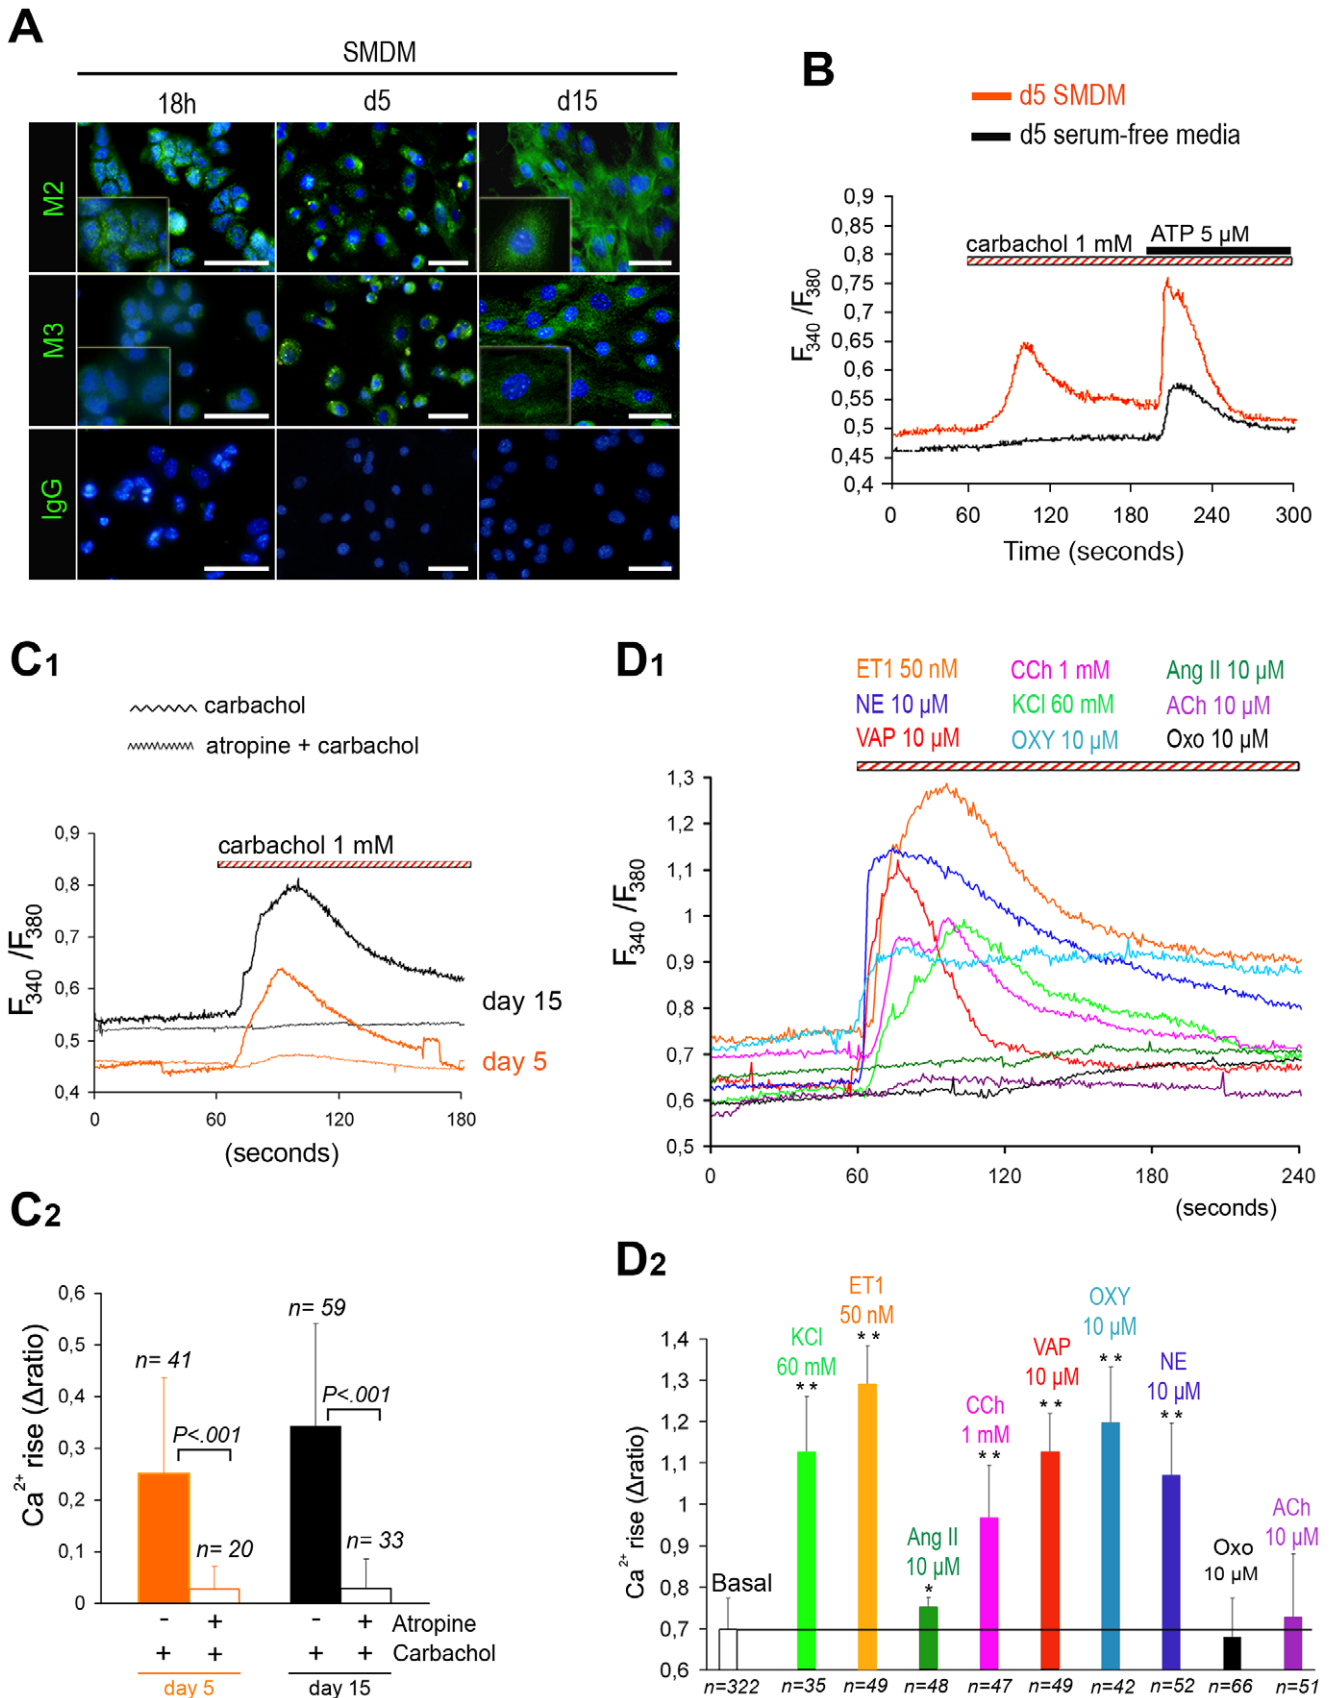 A
SMDM
18h d5 d15
M2
M3
IgG
B
d5 SMDM
d5 serum-free media
0,9
0,85
0,8
0,75
0,65
0,6
0,55
0,5
0,45
0,4
F340 /F380
carbachol 1 mM
ATP 5 µM
0 60 120 180 240 300
Time (seconds)
C1
carbachol
atropine + carbachol
0,9
0,8
0,7
0,6
0,5
0,4
F340 /F380
carbachol 1 mM
day 15
day 5
0 60 120 180
(seconds)
D1
ET1 50 nM CCh 1 mM Ang II 10 µM
NE 10 µM KCl 60 mM ACh 10 µM
VAP 10 µM OXY 10 µM Oxo 10 µM
1,3
1,2
1,1
1
0,9
0,8
0,7
0,6
0,5
F340 /F380
0 60 120 180 240
(seconds)
C2
0,6
0,5
0,4
0,3
0,2
0,1
0
Ca2+ rise (Δratio)
n= 41
P<.001
n= 20
n= 59
P<.001
n= 33
- + - + Atropine
+ + + + Carbachol
day 5 day 15
D2
1,4
1,3
1,2
1,1
1
0,9
0,8
0,7
0,6
Ca2+ rise (Δratio)
Basal
KCl
60 mM
**
ET1
50 nM
**
Ang II
10 µM
*
CCh
1 mM
**
VAP
10 µM
**
OXY
10 µM
**
NE
10 µM
**
Oxo
10 µM
ACh
10 µM
n=322 n=35 n=49 n=48 n=47 n=49 n=42 n=52 n=66 n=51